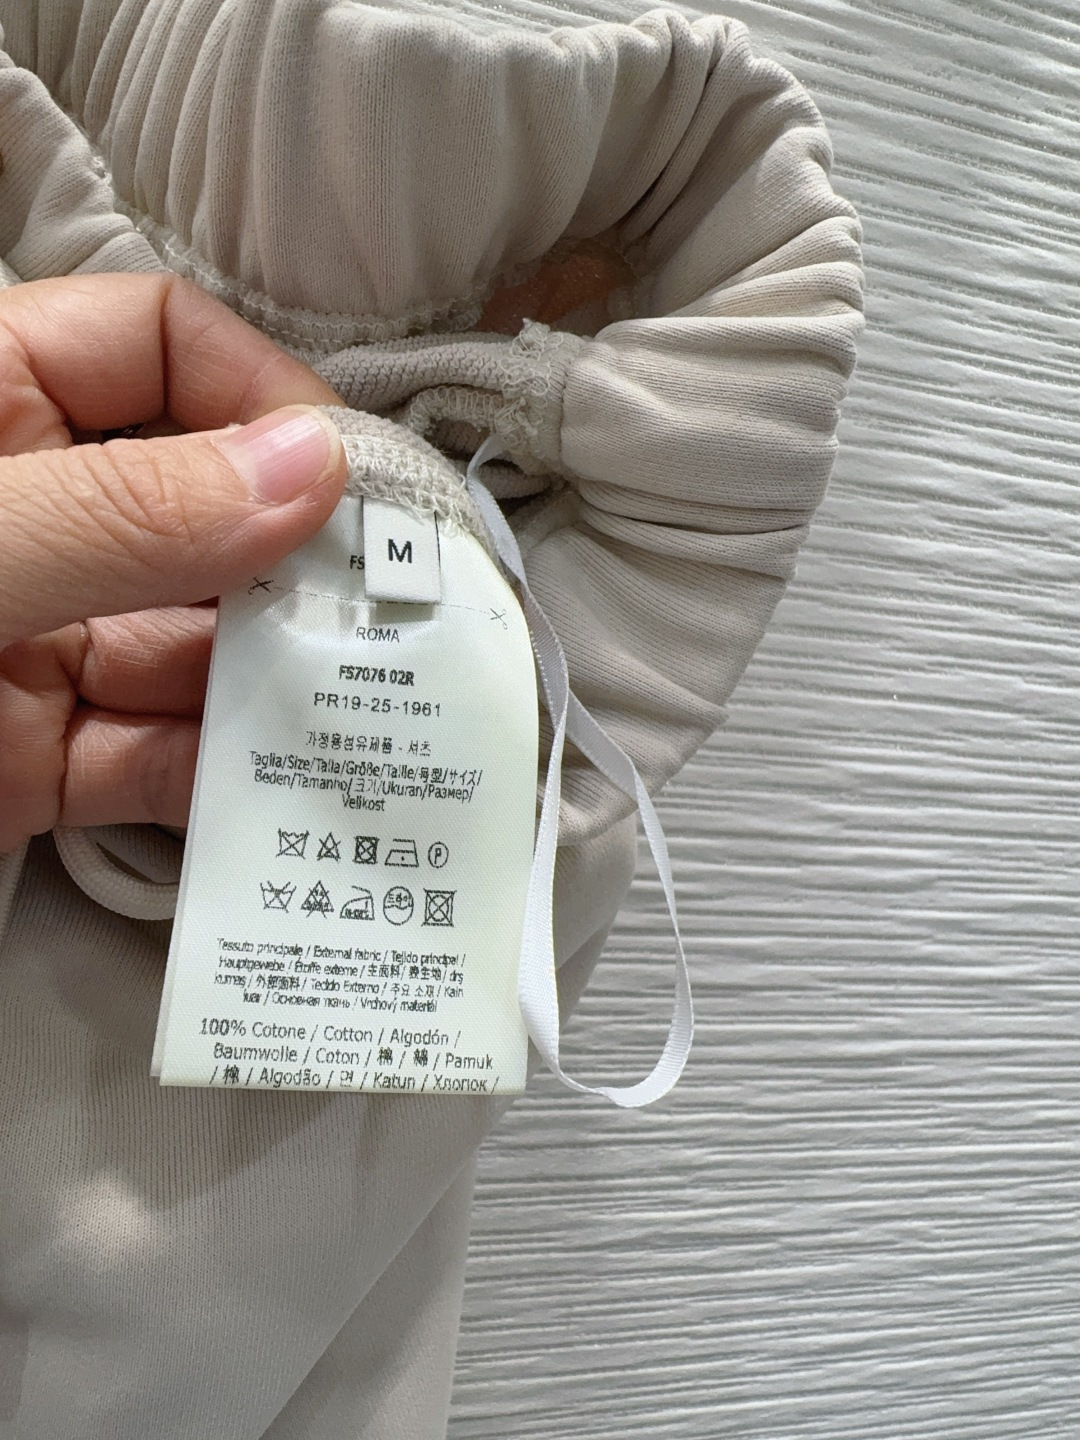 M
FS
ROMA
FS7076 02R
PR19-25-1961
가정용섬유제품 - 셔츠
Taglia/Size/Talla/Größe/Taille/号型/サイズ/
Beden/Tamanho/ 크기/Ukuran/Размер/
Velikost
P
Tessuto principale / External fabric / Tejido principal /
Hauptgewebe / Étoffe externe / 主面料/ 表生地/ dış
kumaş / 外部面料 / Tecido Externo / 주요 소재 / Kain
luar / Основная ткань / Vrchový materiál
100% Cotone / Cotton / Algodón /
Baumwolle / Coton / 棉 / 綿 / Pamuk
/ 棉 / Algodão / 면 / Katun / Хлопок /